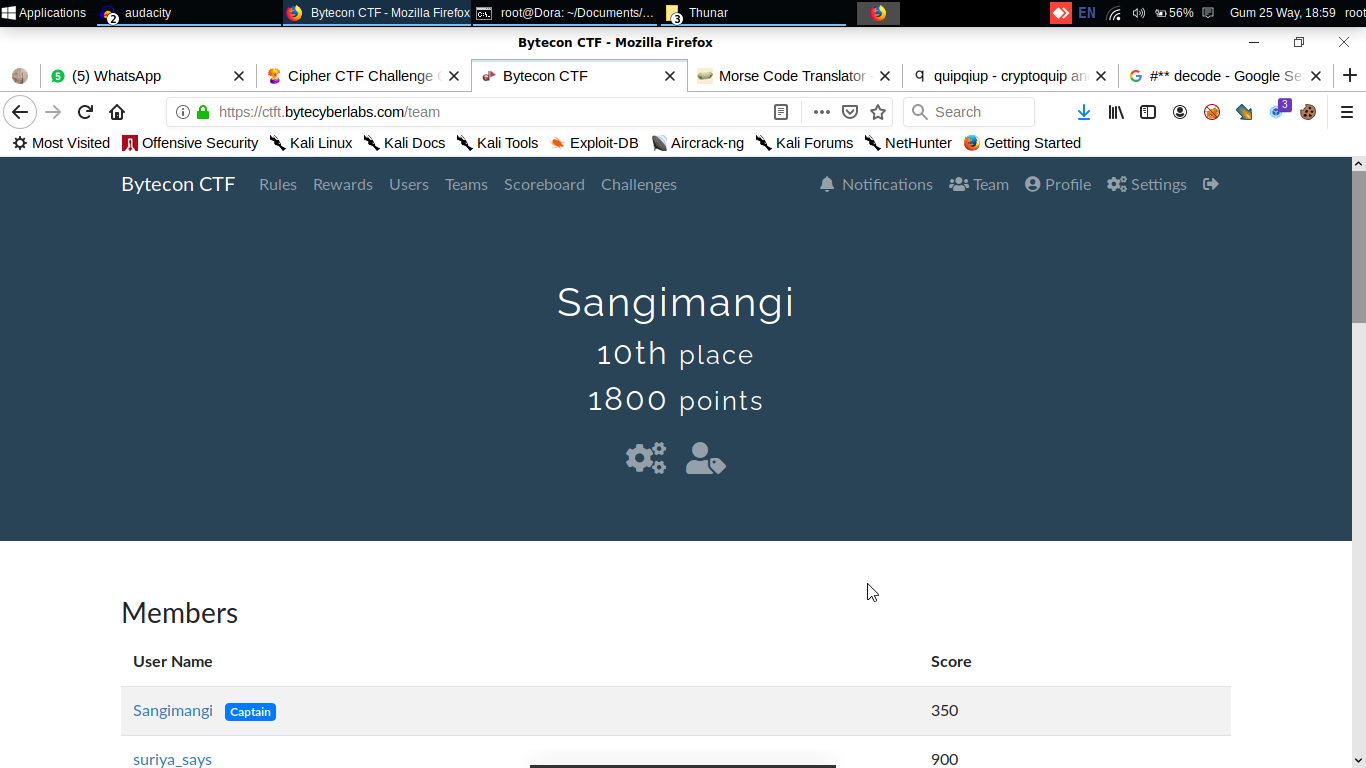 Applications 2 audacity Bytecon CTF - Mozilla Firefox root@Dora: ~/Documents/... 3 Thunar EN 56% Gum 25 Way, 18:59 root
Bytecon CTF - Mozilla Firefox
5 (5) WhatsApp Cipher CTF Challenge Bytecon CTF Morse Code Translator quipqiup - cryptoquip an #** decode - Google Se
https://ctft.bytecyberlabs.com/team Search 3
Most Visited Offensive Security Kali Linux Kali Docs Kali Tools Exploit-DB Aircrack-ng Kali Forums NetHunter Getting Started
Bytecon CTF Rules Rewards Users Teams Scoreboard Challenges Notifications Team Profile Settings
Sangimangi
10th place
1800 points
Members
User Name Score
Sangimangi Captain 350
suriya_says 900